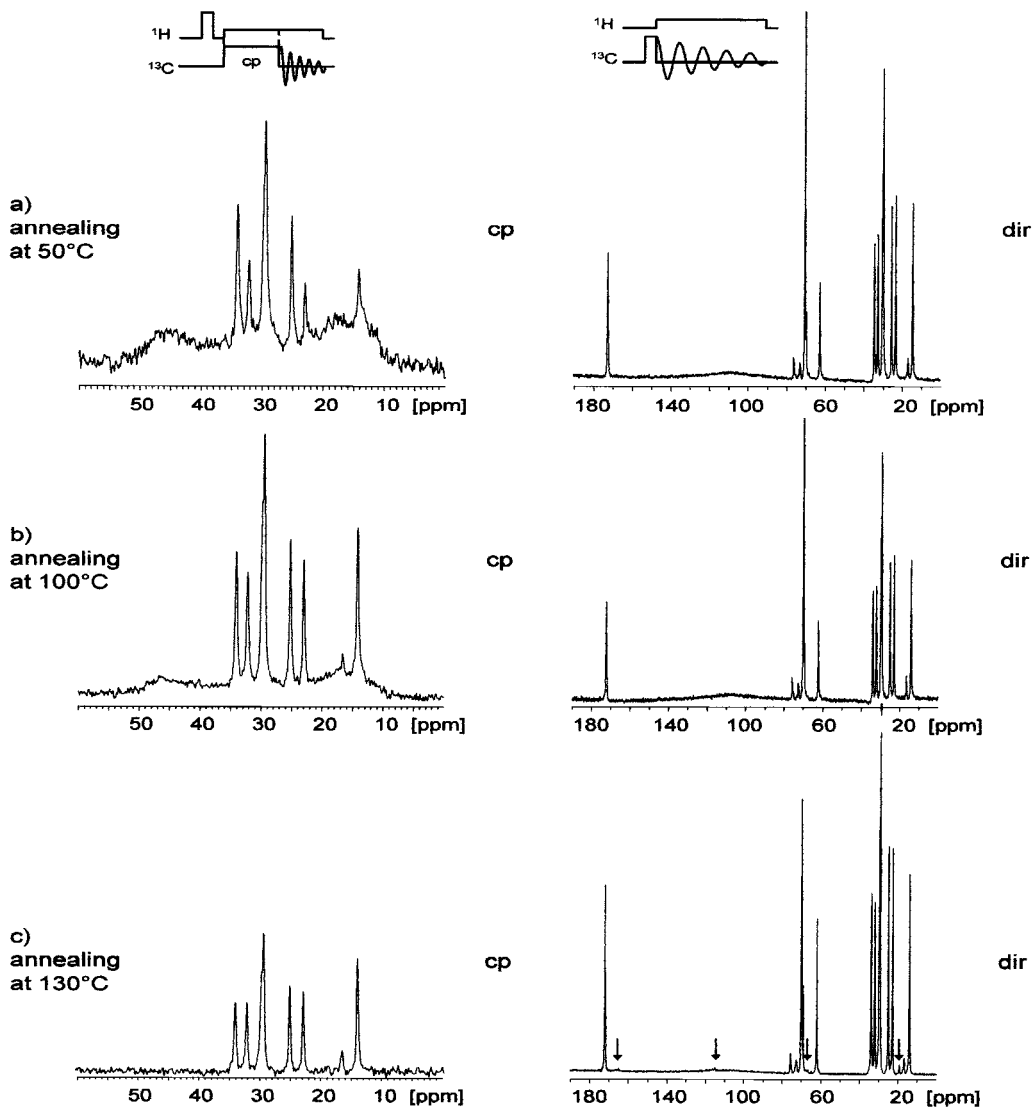 ¹H
¹³C
cp
¹H
¹³C
a)
annealing
at 50°C
cp
dir
50 40 30 20 10 [ppm]
180 140 100 60 20 [ppm]
b)
annealing
at 100°C
cp
dir
50 40 30 20 10 [ppm]
180 140 100 60 20 [ppm]
c)
annealing
at 130°C
cp
dir
50 40 30 20 10 [ppm]
180 140 100 60 20 [ppm]